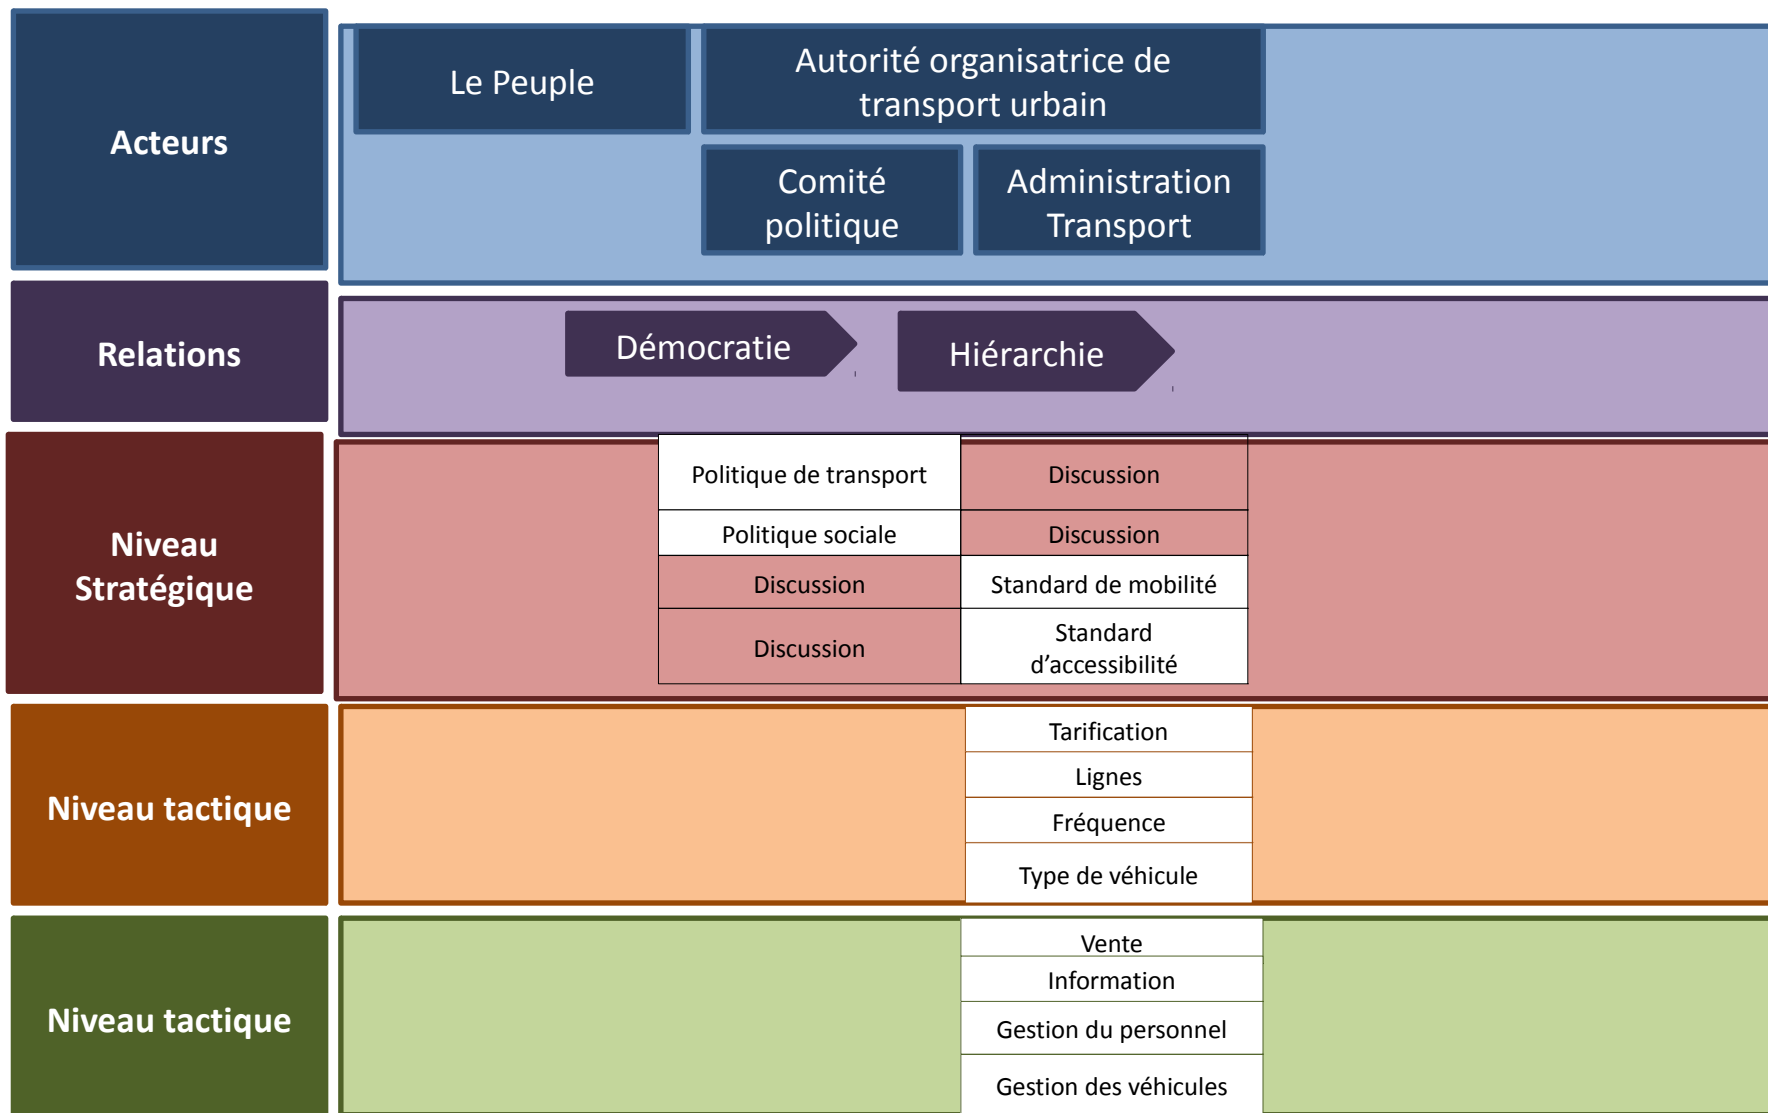 Acteurs
Le Peuple
Autorité organisatrice de
transport urbain
Comité
politique
Administration
Transport
Relations
Démocratie
Hiérarchie
Niveau
Stratégique
Politique de transport
Discussion
Politique sociale
Discussion
Discussion
Standard de mobilité
Discussion
Standard
d’accessibilité
Niveau tactique
Tarification
Lignes
Fréquence
Type de véhicule
Niveau tactique
Vente
Information
Gestion du personnel
Gestion des véhicules